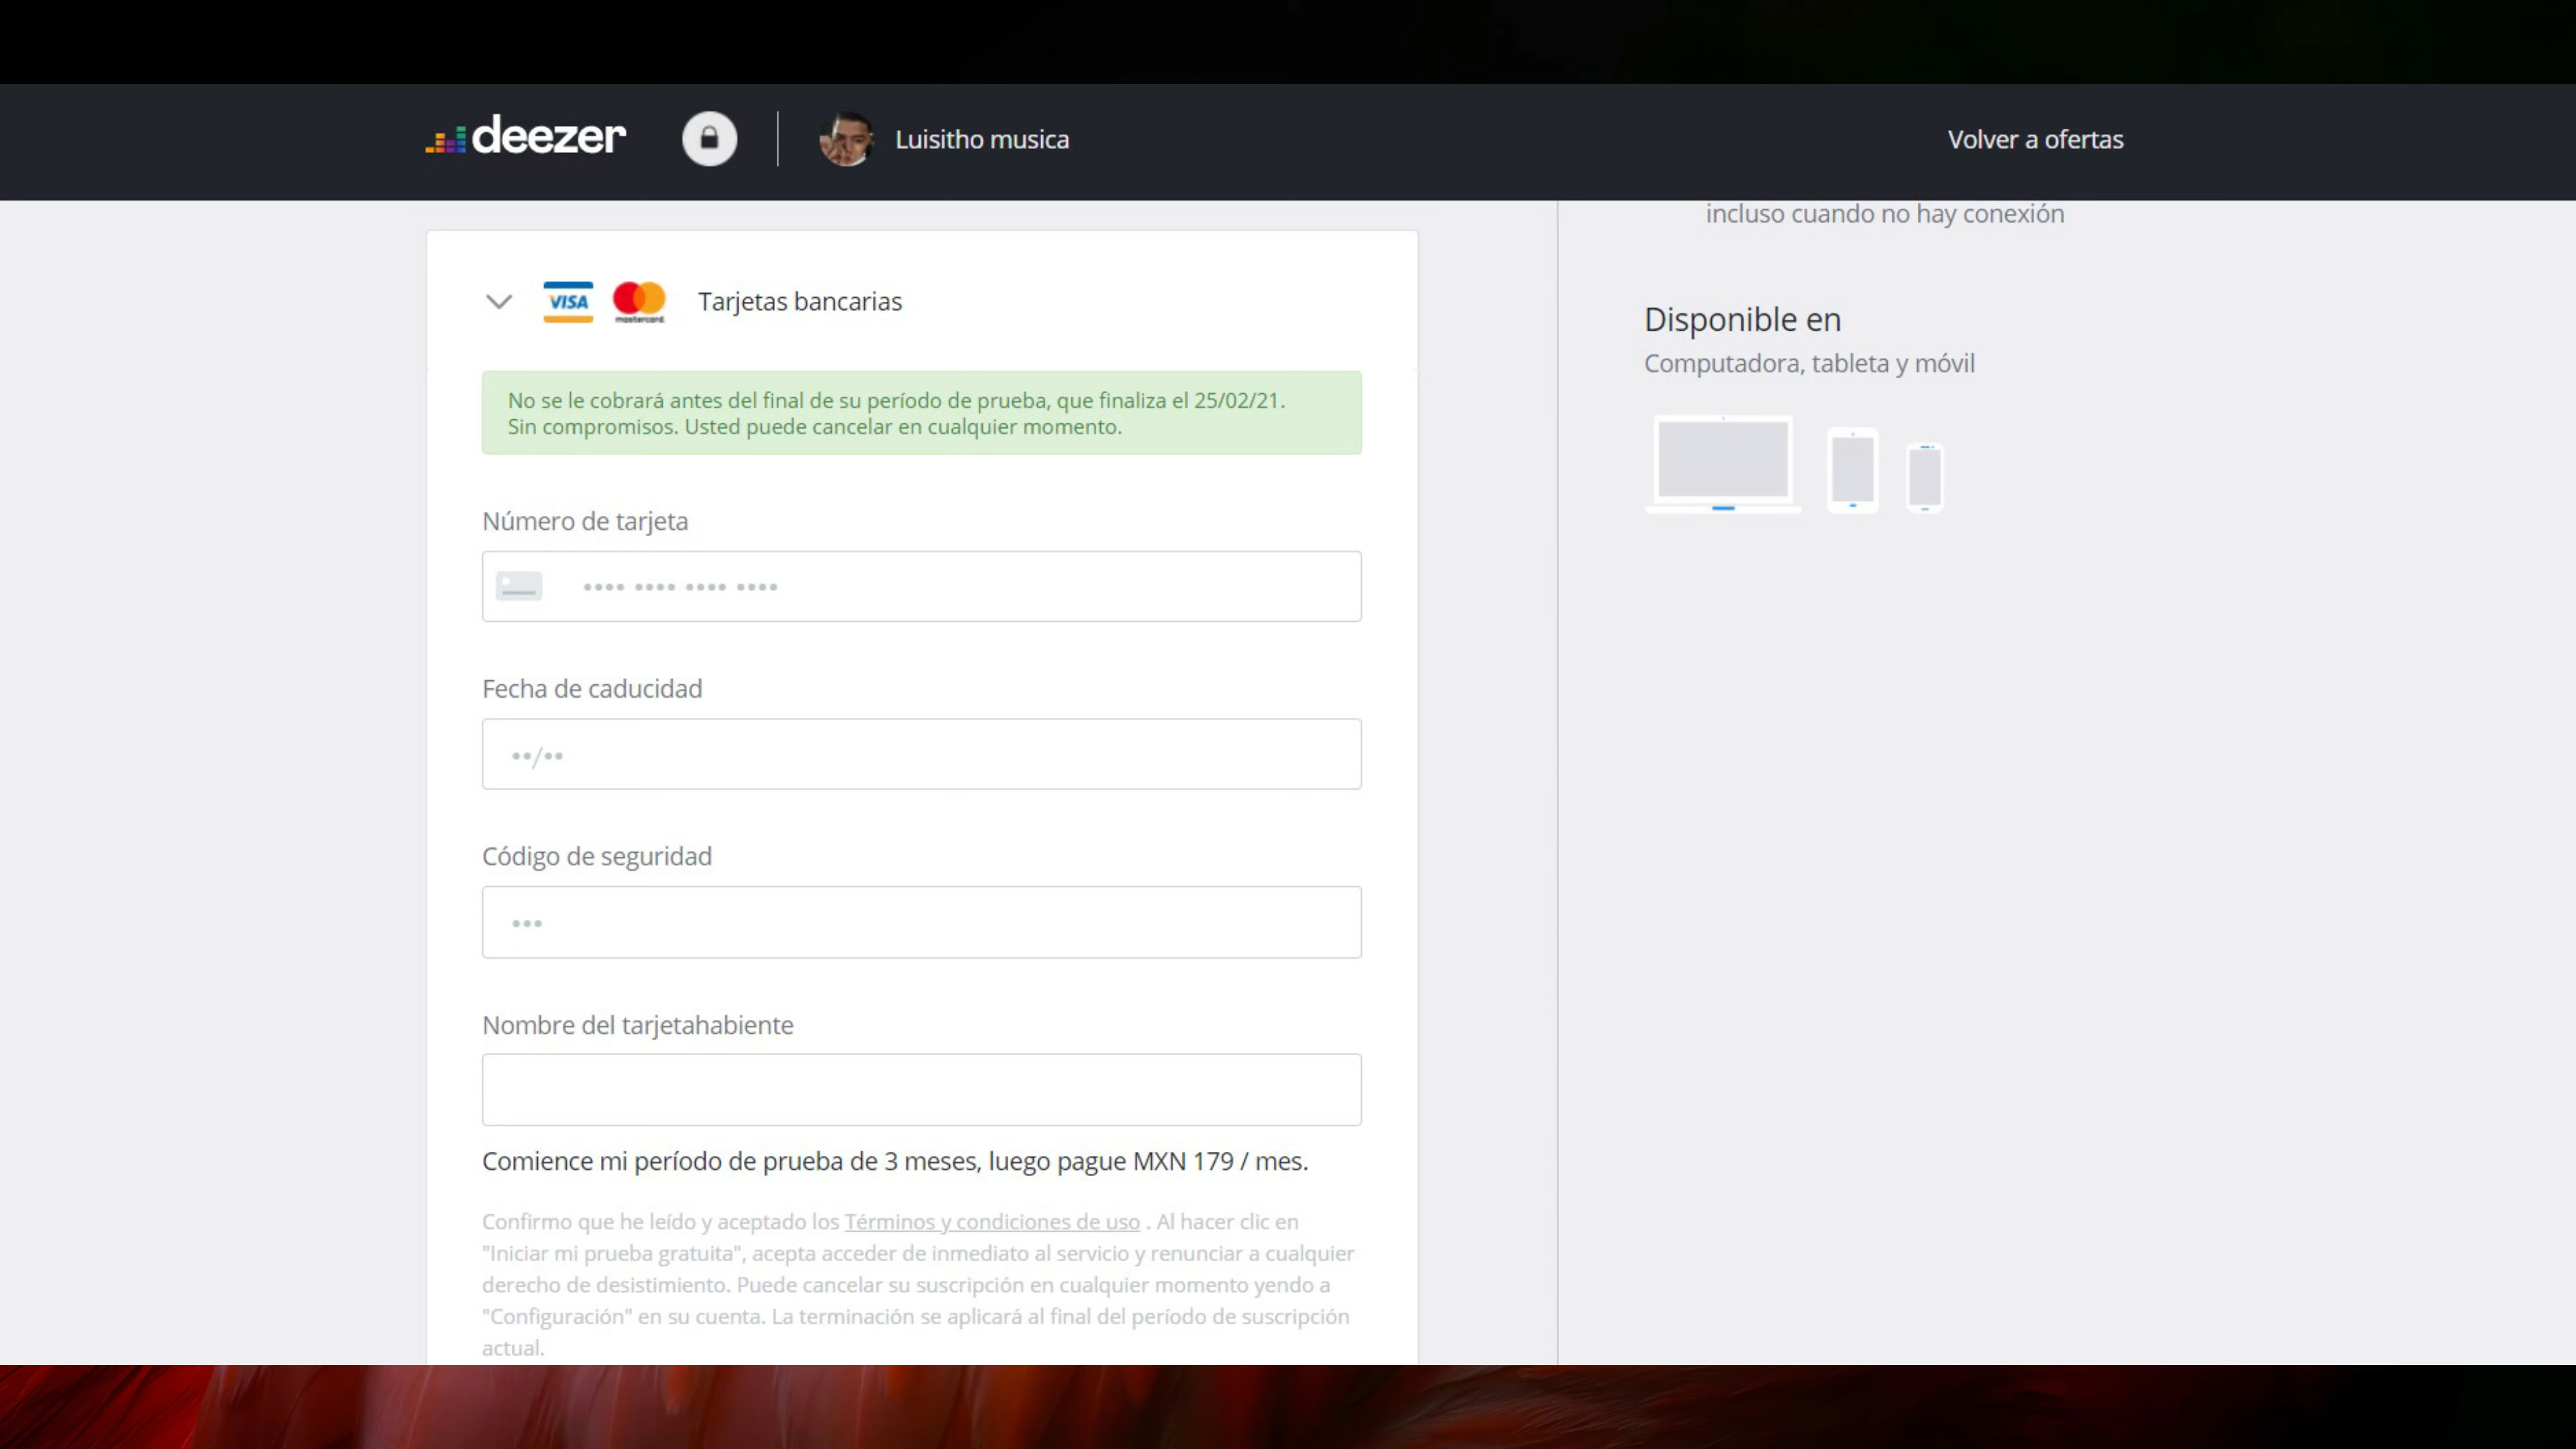 deezer
Luisitho musica
Volver a ofertas
incluso cuando no hay conexión
VISA
mastercard
Tarjetas bancarias
Disponible en
Computadora, tableta y móvil
No se le cobrará antes del final de su período de prueba, que finaliza el 25/02/21.
Sin compromisos. Usted puede cancelar en cualquier momento.
Número de tarjeta
•••• •••• •••• ••••
Fecha de caducidad
••/••
Código de seguridad
•••
Nombre del tarjetahabiente
Comience mi período de prueba de 3 meses, luego pague MXN 179 / mes.
Confirmo que he leído y aceptado los Términos y condiciones de uso . Al hacer clic en
"Iniciar mi prueba gratuita", acepta acceder de inmediato al servicio y renunciar a cualquier
derecho de desistimiento. Puede cancelar su suscripción en cualquier momento yendo a
"Configuración" en su cuenta. La terminación se aplicará al final del período de suscripción
actual.